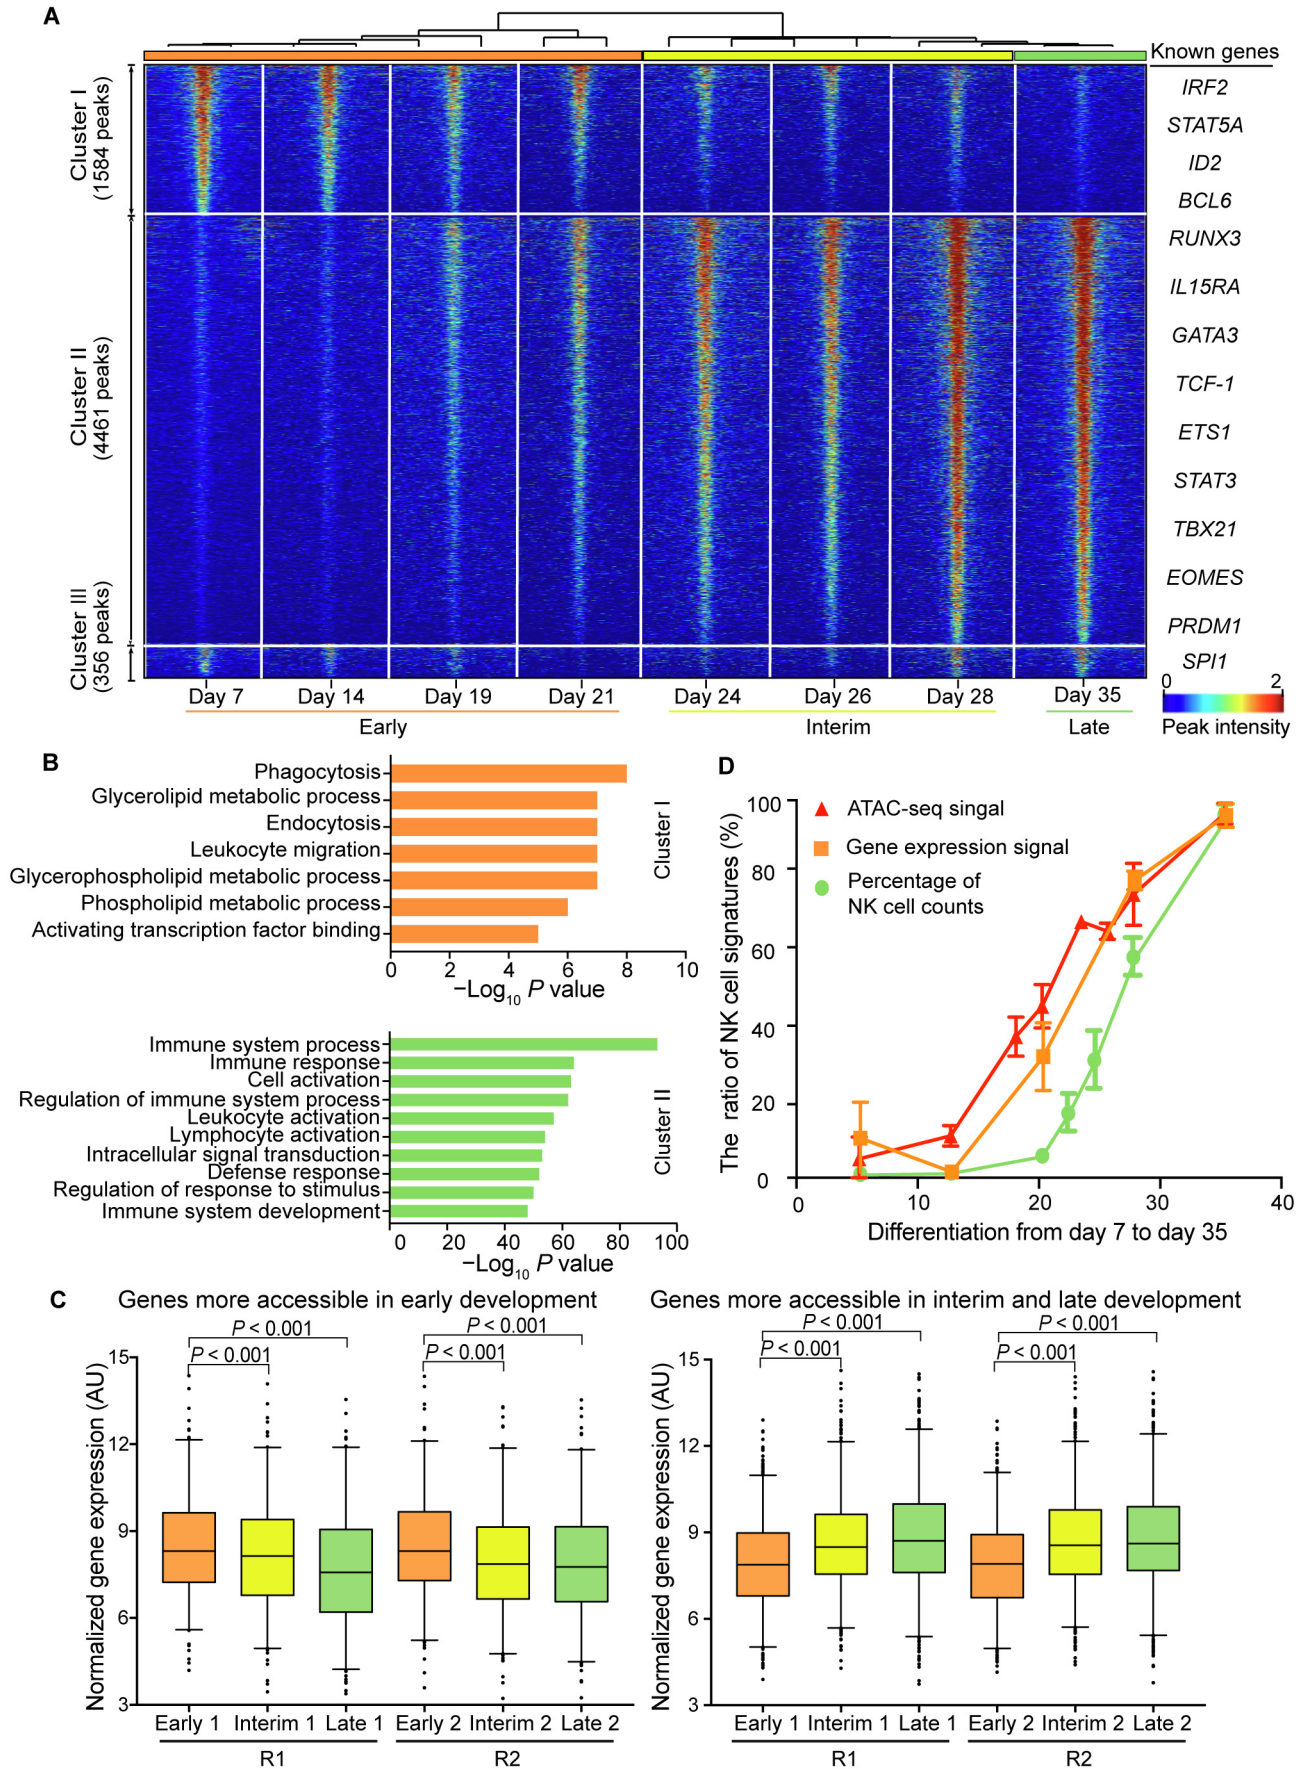 A
Known genes
Cluster I
(1584 peaks)
Cluster II
(4461 peaks)
Cluster III
(356 peaks)
IRF2
STAT5A
ID2
BCL6
RUNX3
IL15RA
GATA3
TCF-1
ETS1
STAT3
TBX21
EOMES
PRDM1
SPI1
Day 7 Day 14 Day 19 Day 21 Day 24 Day 26 Day 28 Day 35
Early Interim Late
0 2
Peak intensity
B
Phagocytosis
Glycerolipid metabolic process
Endocytosis
Leukocyte migration
Glycerophospholipid metabolic process
Phospholipid metabolic process
Activating transcription factor binding
Cluster I
0 2 4 6 8 10
−Log10 P value
Immune system process
Immune response
Cell activation
Regulation of immune system process
Leukocyte activation
Lymphocyte activation
Intracellular signal transduction
Defense response
Regulation of response to stimulus
Immune system development
Cluster II
0 20 40 60 80 100
−Log10 P value
D
The ratio of NK cell signatures (%)
100
80
60
40
20
0
ATAC-seq singal
Gene expression signal
Percentage of
NK cell counts
0 10 20 30 40
Differentiation from day 7 to day 35
C
Genes more accessible in early development
P < 0.001
P < 0.001
P < 0.001
P < 0.001
Normalized gene expression (AU)
15
12
9
6
3
Early 1 Interim 1 Late 1 Early 2 Interim 2 Late 2
R1 R2
Genes more accessible in interim and late development
P < 0.001
P < 0.001
P < 0.001
P < 0.001
Normalized gene expression (AU)
15
12
9
6
3
Early 1 Interim 1 Late 1 Early 2 Interim 2 Late 2
R1 R2